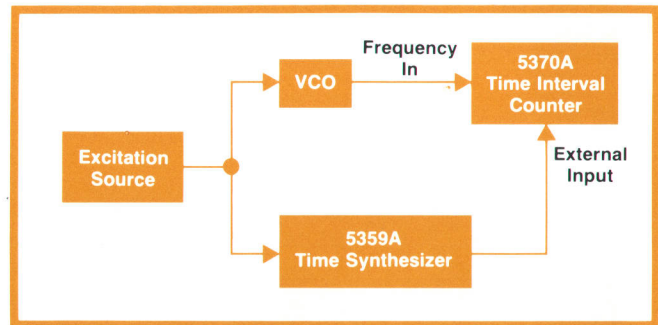 Frequency
In
VCO
5370A
Time Interval
Counter
Excitation
Source
External
Input
5359A
Time Synthesizer